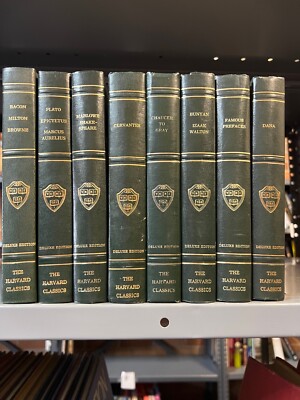 BACON
MILTON
BROWNE
DELUXE EDITION
THE
HARVARD
CLASSICS
PLATO
EPICTETUS
MARCUS
AURELIUS
DELUXE EDITION
THE
HARVARD
CLASSICS
MARLOWE
SHAKE-
SPEARE
DELUXE EDITION
THE
HARVARD
CLASSICS
CERVANTES
DELUXE EDITION
THE
HARVARD
CLASSICS
CHAUCER
TO
GRAY
DELUXE EDITION
THE
HARVARD
CLASSICS
BUNYAN
IZAAK
WALTON
DELUXE EDITION
THE
HARVARD
CLASSICS
FAMOUS
PREFACES
DELUXE EDITION
THE
HARVARD
CLASSICS
DANA
DELUXE EDITION
THE
HARVARD
CLASSICS